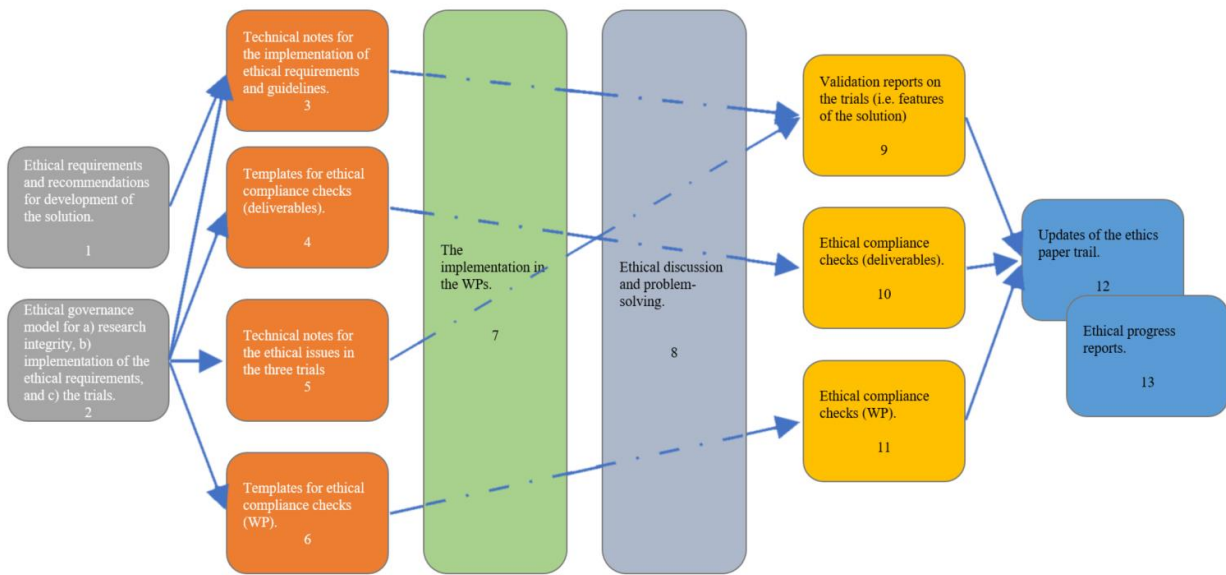 Ethical requirements
and recommendations
for development of
the solution.
1
Ethical governance
model for a) research
integrity, b)
implementation of the
ethical requirements,
and c) the trials.
2
Technical notes for
the implementation of
ethical requirements
and guidelines.
3
Templates for ethical
compliance checks
(deliverables).
4
Technical notes for
the ethical issues in
the three trials
5
Templates for ethical
compliance checks
(WP).
6
The
implementation in
the WPs.
7
Ethical discussion
and problem-
solving.
8
Validation reports on
the trials (i.e. features
of the solution)
9
Ethical compliance
checks (deliverables).
10
Ethical compliance
checks (WP).
11
Updates of the ethics
paper trail.
12
Ethical progress
reports.
13